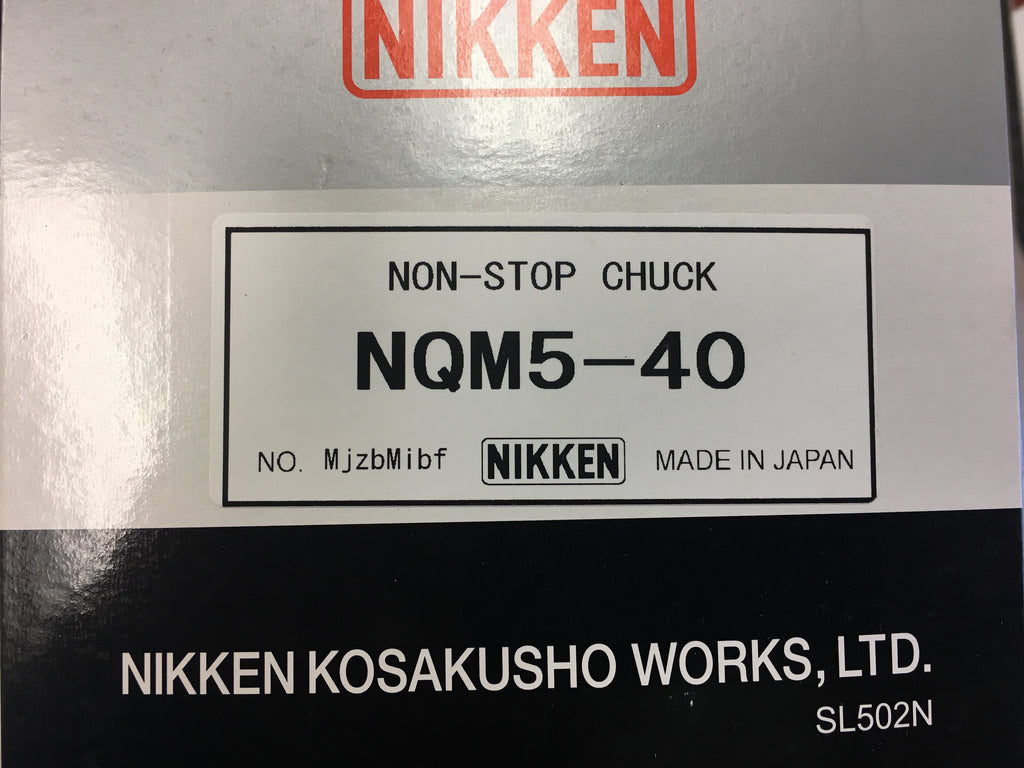 NIKKEN
NON-STOP CHUCK
NQM5-40
NO. MjzbMibf NIKKEN MADE IN JAPAN
NIKKEN KOSAKUSHO WORKS, LTD.
SL502N